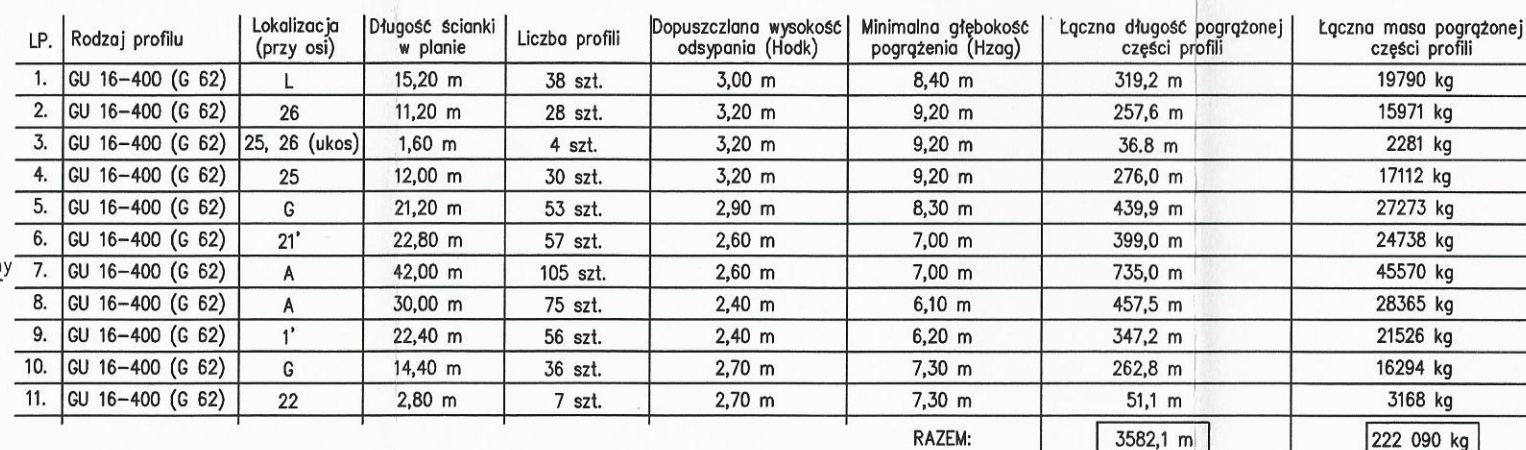 LP. Rodzaj profilu Lokalizacja (przy osi) Długość ścianki w planie Liczba profili Dopuszczlana wysokość odsypania (Hodk) Minimalna głębokość pogrążenia (Hzag) Łączna długość pogrążonej części profili Łączna masa pogrążonej części profili
1. GU 16-400 (G 62) L 15,20 m 38 szt. 3,00 m 8,40 m 319,2 m 19790 kg
2. GU 16-400 (G 62) 26 11,20 m 28 szt. 3,20 m 9,20 m 257,6 m 15971 kg
3. GU 16-400 (G 62) 25, 26 (ukos) 1,60 m 4 szt. 3,20 m 9,20 m 36.8 m 2281 kg
4. GU 16-400 (G 62) 25 12,00 m 30 szt. 3,20 m 9,20 m 276,0 m 17112 kg
5. GU 16-400 (G 62) G 21,20 m 53 szt. 2,90 m 8,30 m 439,9 m 27273 kg
6. GU 16-400 (G 62) 21' 22,80 m 57 szt. 2,60 m 7,00 m 399,0 m 24738 kg
7. GU 16-400 (G 62) A 42,00 m 105 szt. 2,60 m 7,00 m 735,0 m 45570 kg
8. GU 16-400 (G 62) A 30,00 m 75 szt. 2,40 m 6,10 m 457,5 m 28365 kg
9. GU 16-400 (G 62) 1' 22,40 m 56 szt. 2,40 m 6,20 m 347,2 m 21526 kg
10. GU 16-400 (G 62) G 14,40 m 36 szt. 2,70 m 7,30 m 262,8 m 16294 kg
11. GU 16-400 (G 62) 22 2,80 m 7 szt. 2,70 m 7,30 m 51,1 m 3168 kg
RAZEM: 3582,1 m 222 090 kg